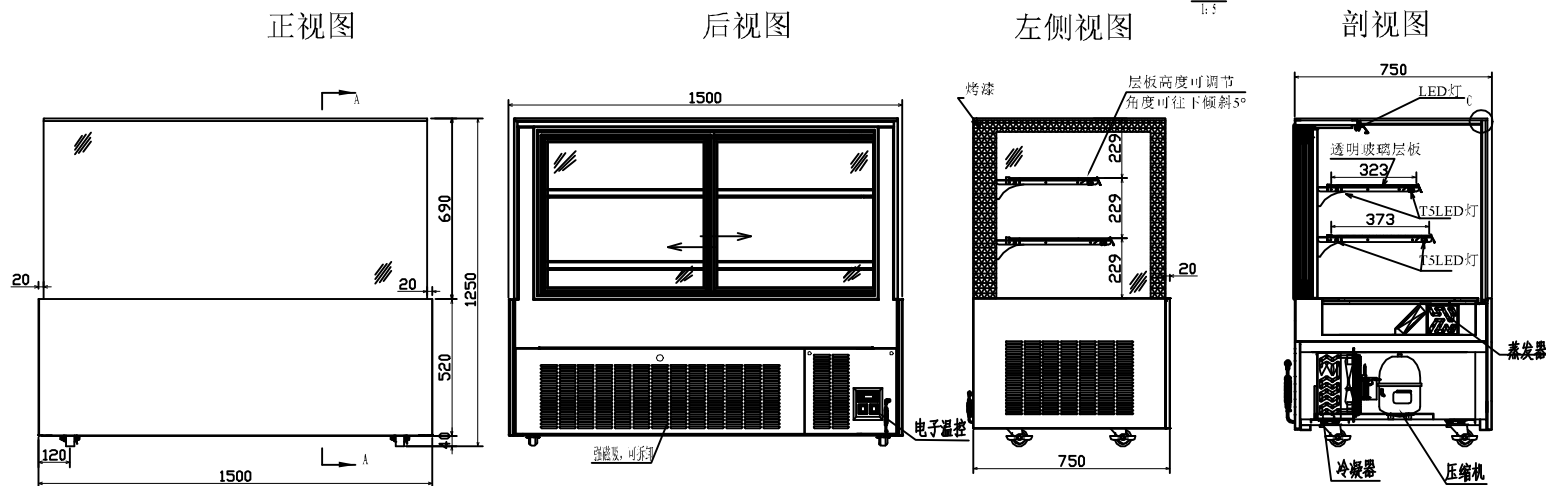 1:5
正视图
后视图
左侧视图
剖视图
A
690
1250
20
20
520
40
120
1500
A
1500
强磁吸，可拆卸
电子温控
烤漆
层板高度可调节
角度可往下倾斜5°
229
229
229
20
750
750
LED灯
C
透明玻璃层板
323
T5LED灯
373
T5LED灯
蒸发器
冷凝器
压缩机